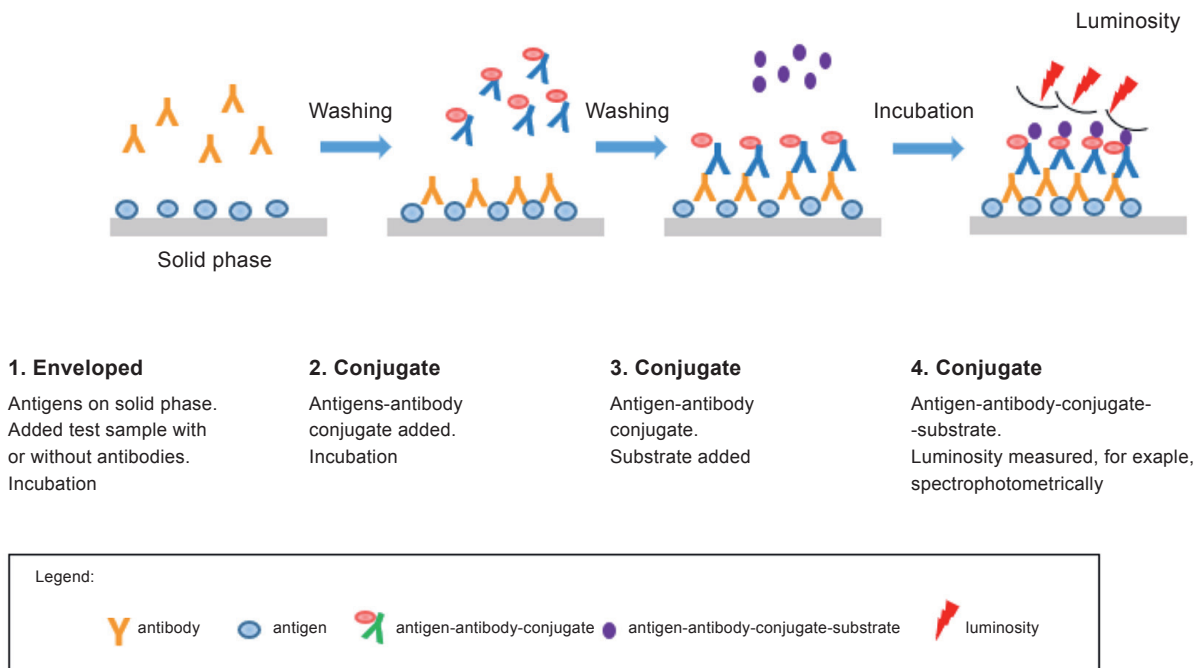 Luminosity
Washing
Washing
Incubation
Solid phase
1. Enveloped
Antigens on solid phase.
Added test sample with
or without antibodies.
Incubation
2. Conjugate
Antigens-antibody
conjugate added.
Incubation
3. Conjugate
Antigen-antibody
conjugate.
Substrate added
4. Conjugate
Antigen-antibody-conjugate-
-substrate.
Luminosity measured, for exaple,
spectrophotometrically
Legend:
antibody
antigen
antigen-antibody-conjugate
antigen-antibody-conjugate-substrate
luminosity